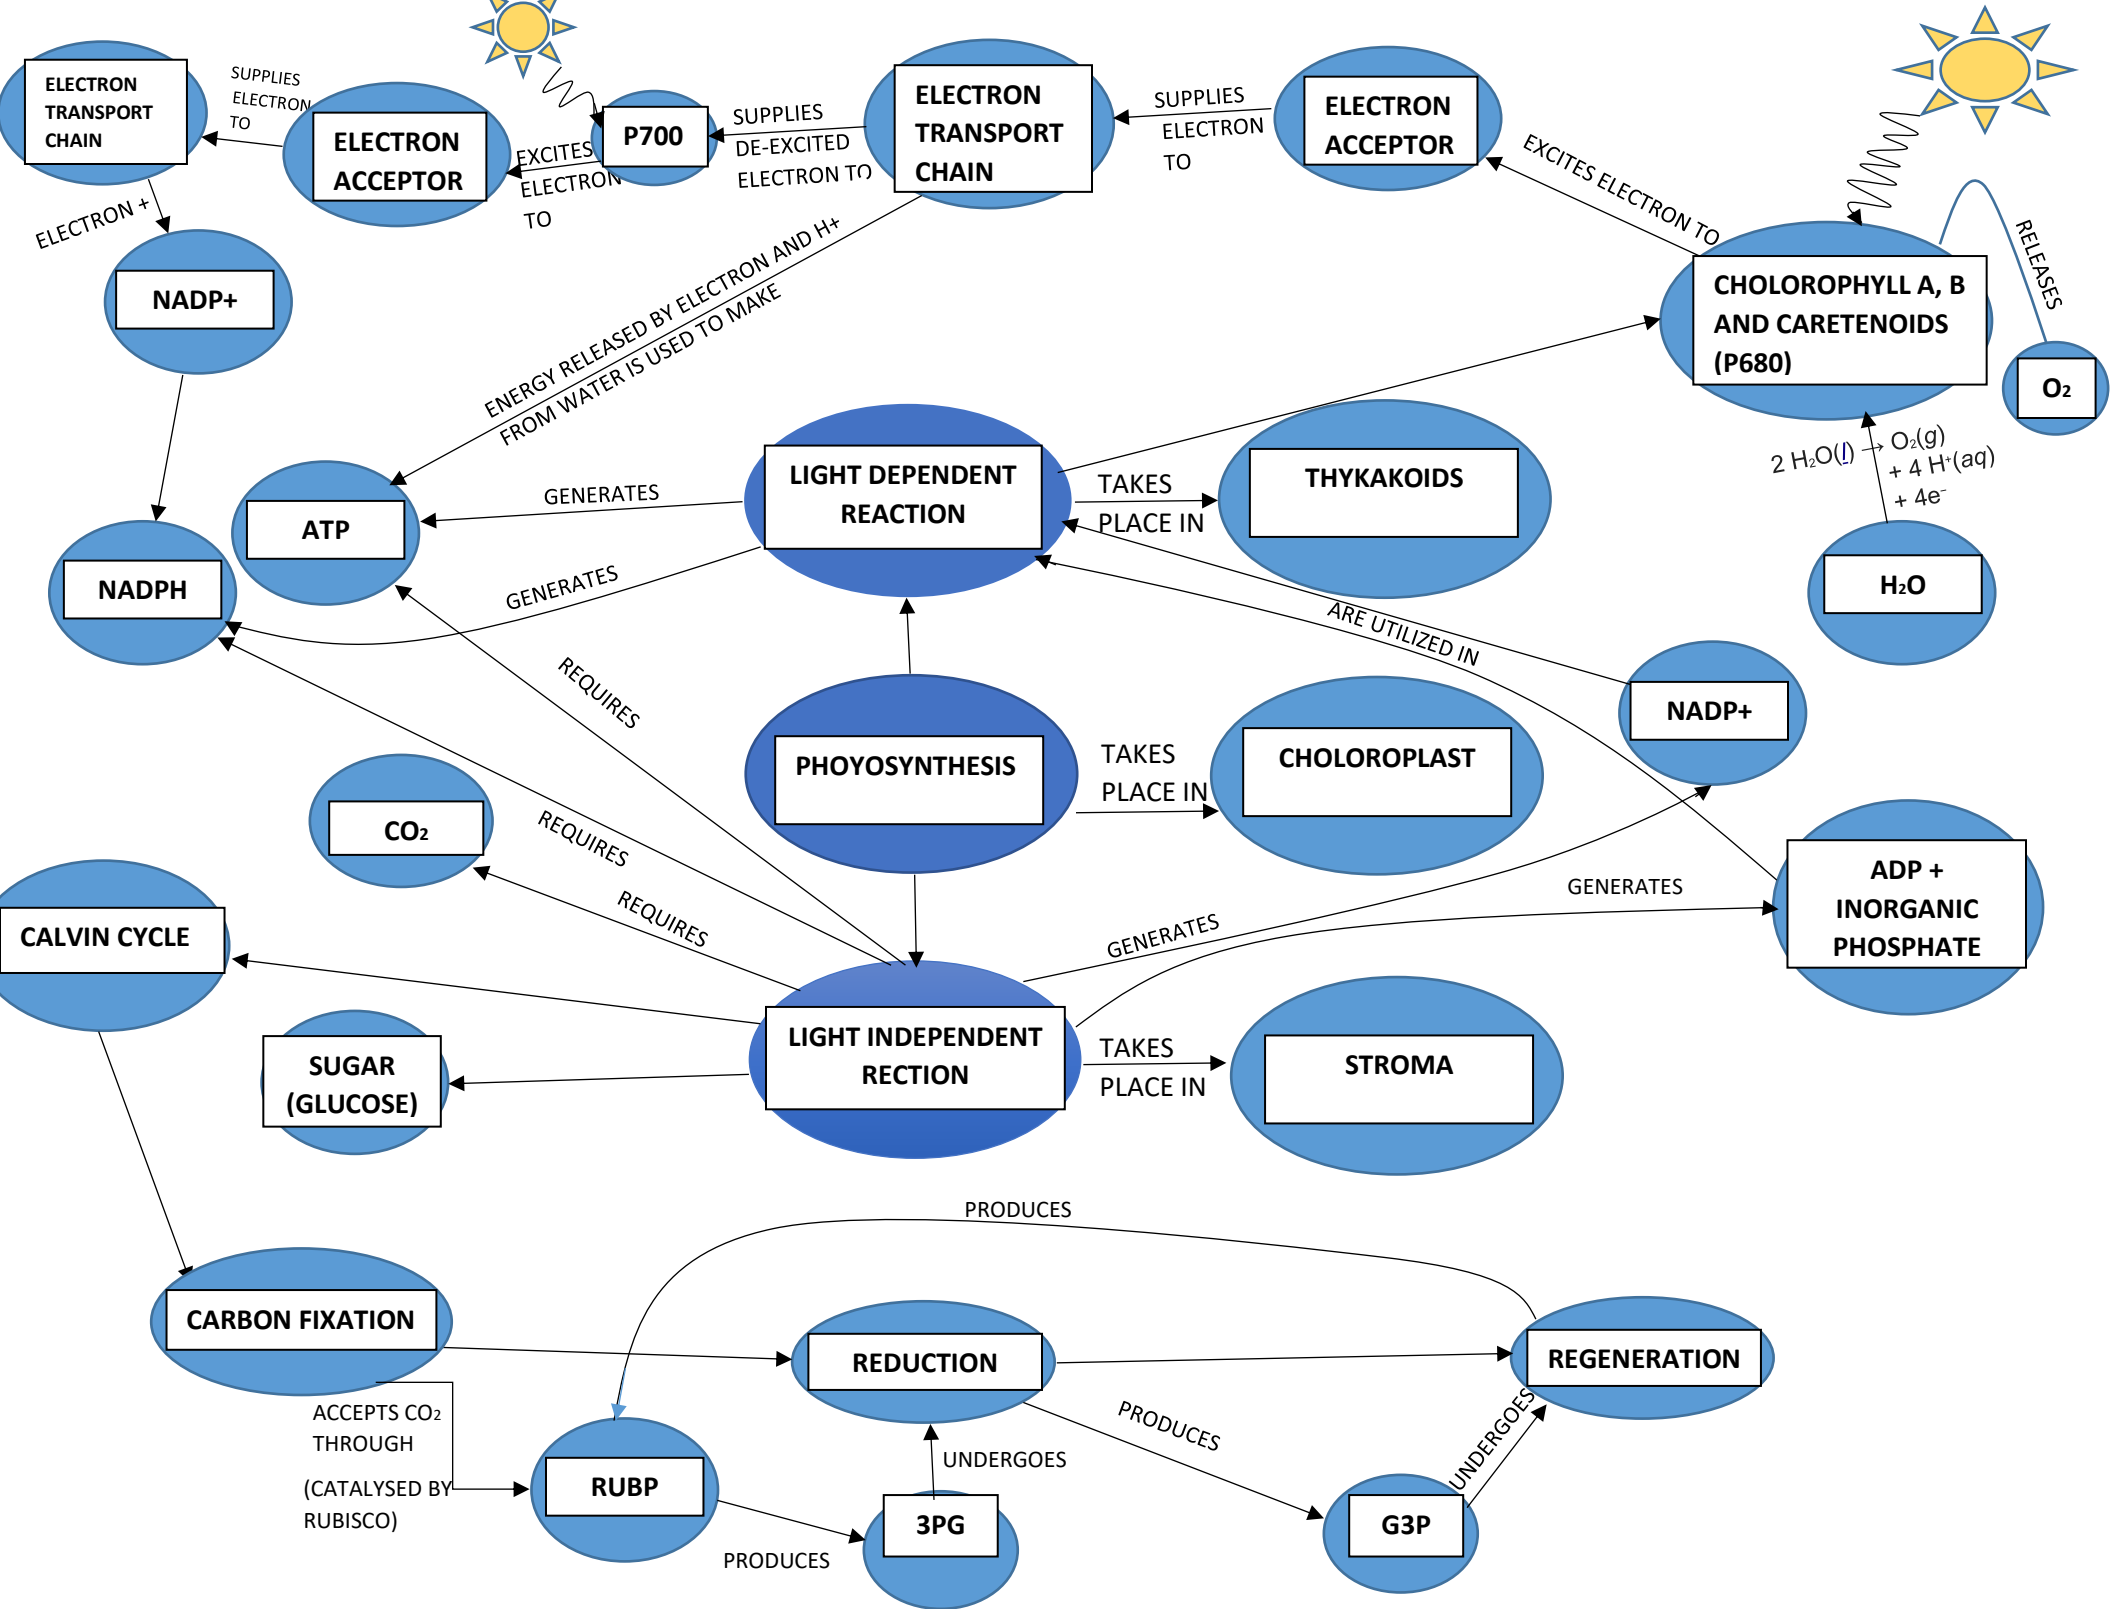 ELECTRON
TRANSPORT
CHAIN
SUPPLIES
ELECTRON
TO
ELECTRON
ACCEPTOR
EXCITES
ELECTRON
TO
P700
SUPPLIES
DE-EXCITED
ELECTRON TO
ELECTRON
TRANSPORT
CHAIN
SUPPLIES
ELECTRON
TO
ELECTRON
ACCEPTOR
EXCITES ELECTRON TO
CHOLOROPHYLL A, B
AND CARETENOIDS
(P680)
RELEASES
O₂
2 H₂O(l) → O₂(g)
+ 4 H⁺(aq)
+ 4e⁻
H₂O
ELECTRON +
NADP+
NADPH
ENERGY RELEASED BY ELECTRON AND H+
FROM WATER IS USED TO MAKE
ATP
GENERATES
GENERATES
LIGHT DEPENDENT
REACTION
TAKES
PLACE IN
THYKAKOIDS
ARE UTILIZED IN
NADP+
REQUIRES
REQUIRES
REQUIRES
CO₂
PHOYOSYNTHESIS
TAKES
PLACE IN
CHOLOROPLAST
GENERATES
GENERATES
ADP +
INORGANIC
PHOSPHATE
CALVIN CYCLE
SUGAR
(GLUCOSE)
LIGHT INDEPENDENT
RECTION
TAKES
PLACE IN
STROMA
PRODUCES
CARBON FIXATION
REDUCTION
REGENERATION
ACCEPTS CO₂
THROUGH
(CATALYSED BY
RUBISCO)
RUBP
PRODUCES
3PG
UNDERGOES
PRODUCES
G3P
UNDERGOES